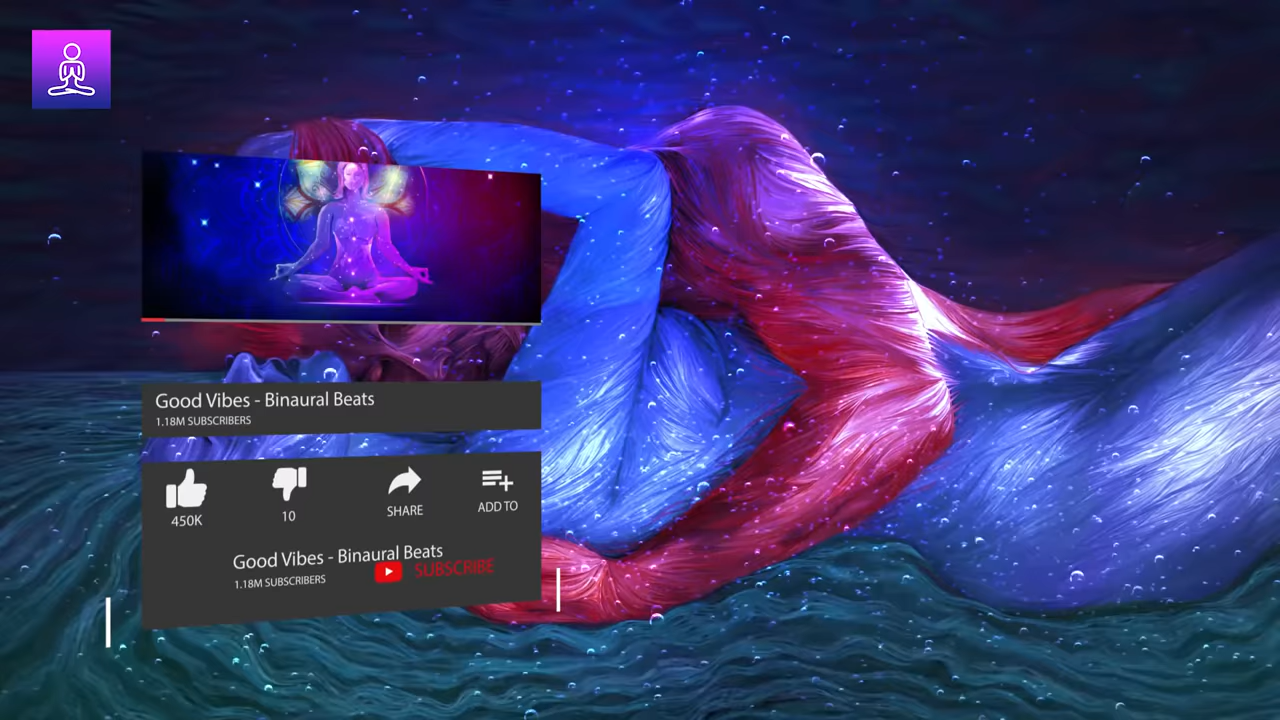 Good Vibes - Binaural Beats
1.18M SUBSCRIBERS
450K
10
SHARE
ADD TO
Good Vibes - Binaural Beats
1.18M SUBSCRIBERS
SUBSCRIBE